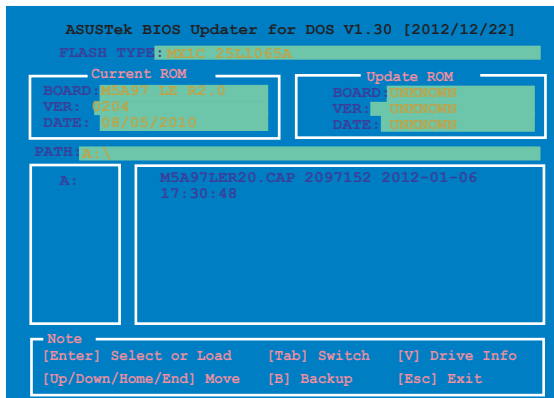 ASUSTek BIOS Updater for DOS V1.30 [2012/12/22]
FLASH TYPE: MX1C 25L1065A
Current ROM
BOARD: M5A97 LE R2.0
VER: 0204
DATE: 08/05/2010
Update ROM
BOARD: UNKNOWN
VER: UNKNOWN
DATE: UNKNOWN
PATH: A:\
A:
M5A97LER20.CAP 2097152 2012-01-06
17:30:48
Note
[Enter] Select or Load [Tab] Switch [V] Drive Info
[Up/Down/Home/End] Move [B] Backup [Esc] Exit